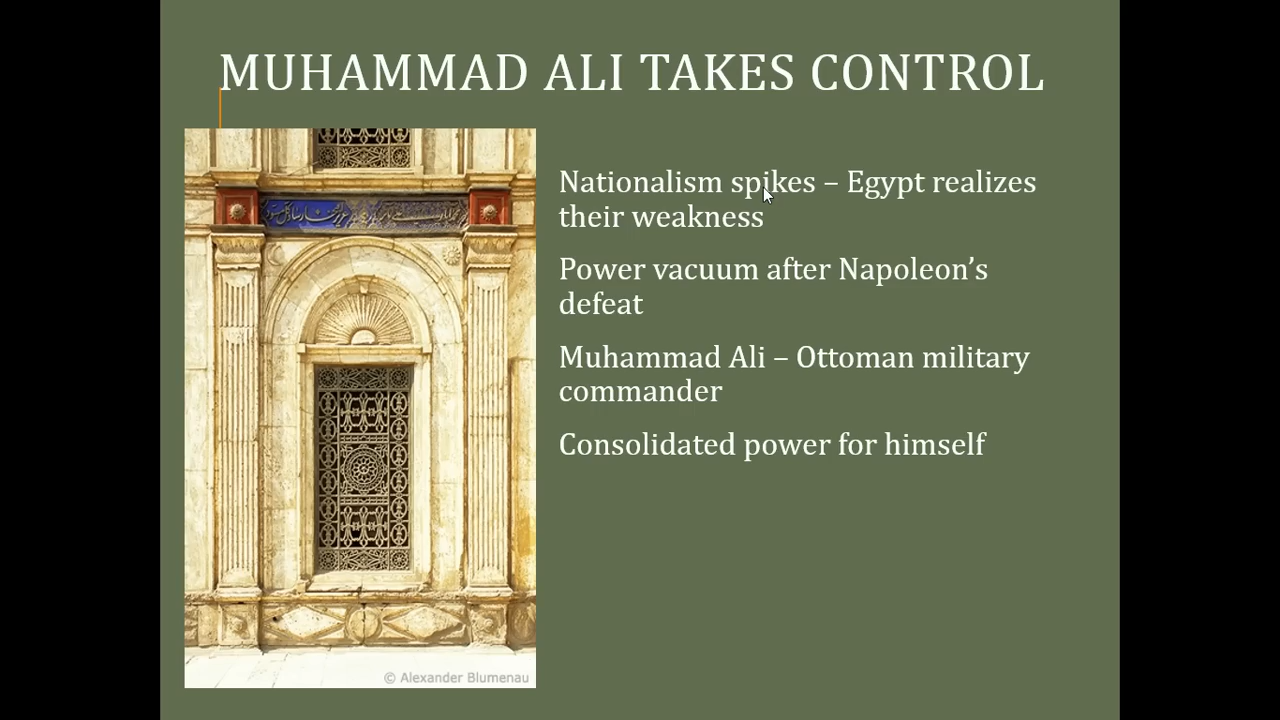 MUHAMMAD ALI TAKES CONTROL
Nationalism spikes – Egypt realizes
their weakness
Power vacuum after Napoleon’s
defeat
Muhammad Ali – Ottoman military
commander
Consolidated power for himself
© Alexander Blumenau